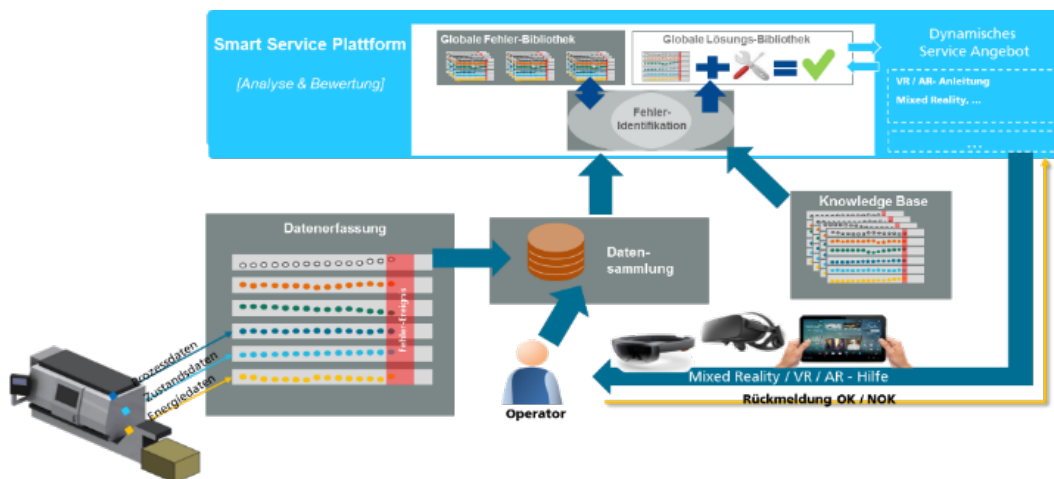 Smart Service Plattform
[Analyse & Bewertung]
Globale Fehler-Bibliothek
Globale Lösungs-Bibliothek
Dynamisches
Service Angebot
VR / AR- Anleitung
Mixed Reality, ...
...
Fehler-
Identifikation
Knowledge Base
Datenerfassung
Fehler-Ereignis
Daten-
sammlung
Prozessdaten
Zustandsdaten
Energiedaten
Operator
Mixed Reality / VR / AR - Hilfe
Rückmeldung OK / NOK